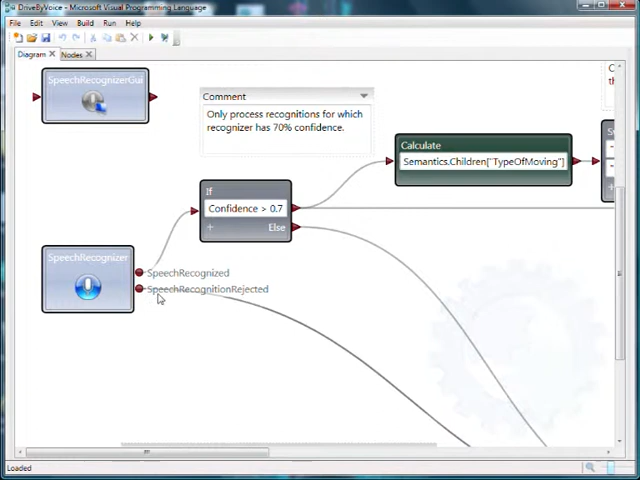 DriveByVoice - Microsoft Visual Programming Language
File Edit View Build Run Help
Diagram Nodes
SpeechRecognizerGui
Comment
Only process recognitions for which
recognizer has 70% confidence.
Calculate
Semantics.Children["TypeOfMoving"]
If
Confidence > 0.7
+ Else
SpeechRecognizer
SpeechRecognized
SpeechRecognitionRejected
Loaded